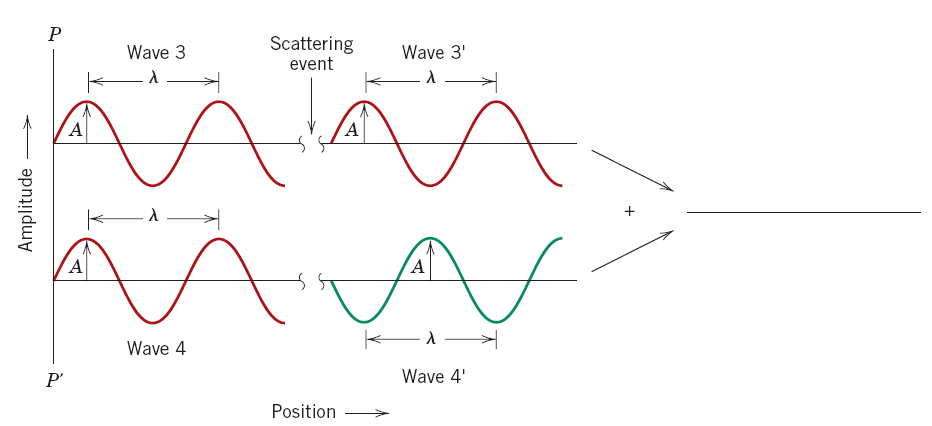 P
Wave 3
Scattering
event
Wave 3'
λ
λ
A
A
Amplitude
λ
+
A
A
λ
Wave 4
P'
Wave 4'
Position